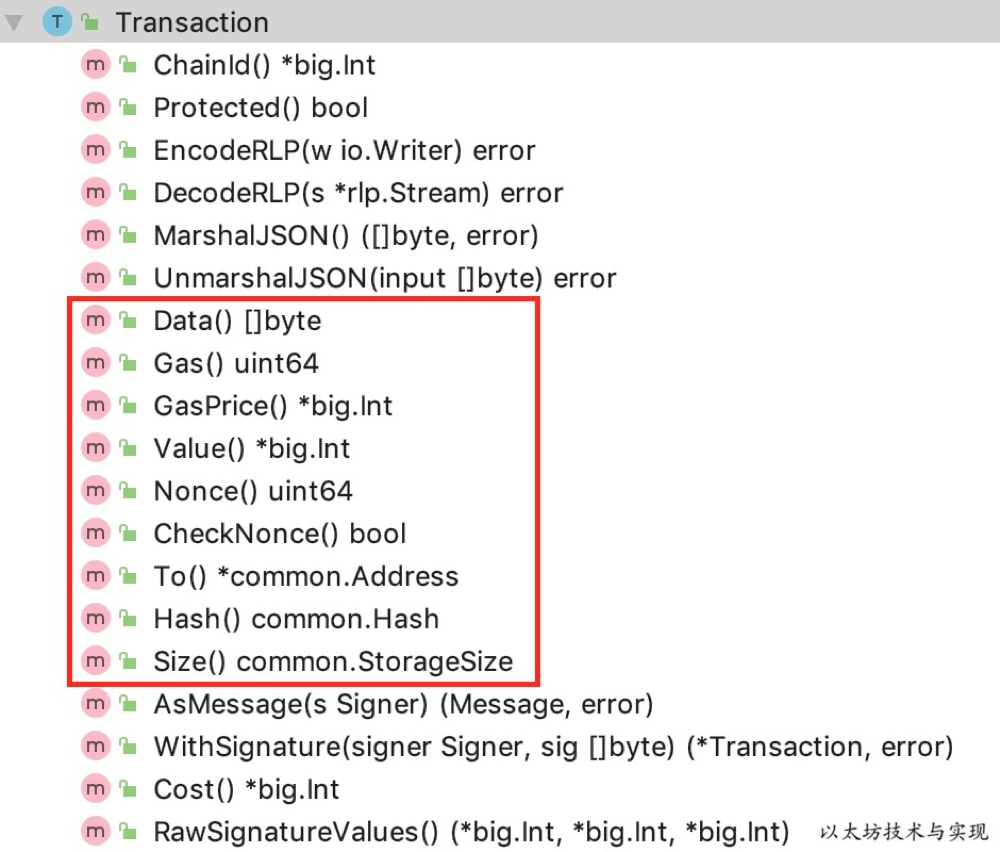 T Transaction
m ChainId() *big.Int
m Protected() bool
m EncodeRLP(w io.Writer) error
m DecodeRLP(s *rlp.Stream) error
m MarshalJSON() ([]byte, error)
m UnmarshalJSON(input []byte) error
m Data() []byte
m Gas() uint64
m GasPrice() *big.Int
m Value() *big.Int
m Nonce() uint64
m CheckNonce() bool
m To() *common.Address
m Hash() common.Hash
m Size() common.StorageSize
m AsMessage(s Signer) (Message, error)
m WithSignature(signer Signer, sig []byte) (*Transaction, error)
m Cost() *big.Int
m RawSignatureValues() (*big.Int, *big.Int, *big.Int) 以太坊技术与实现